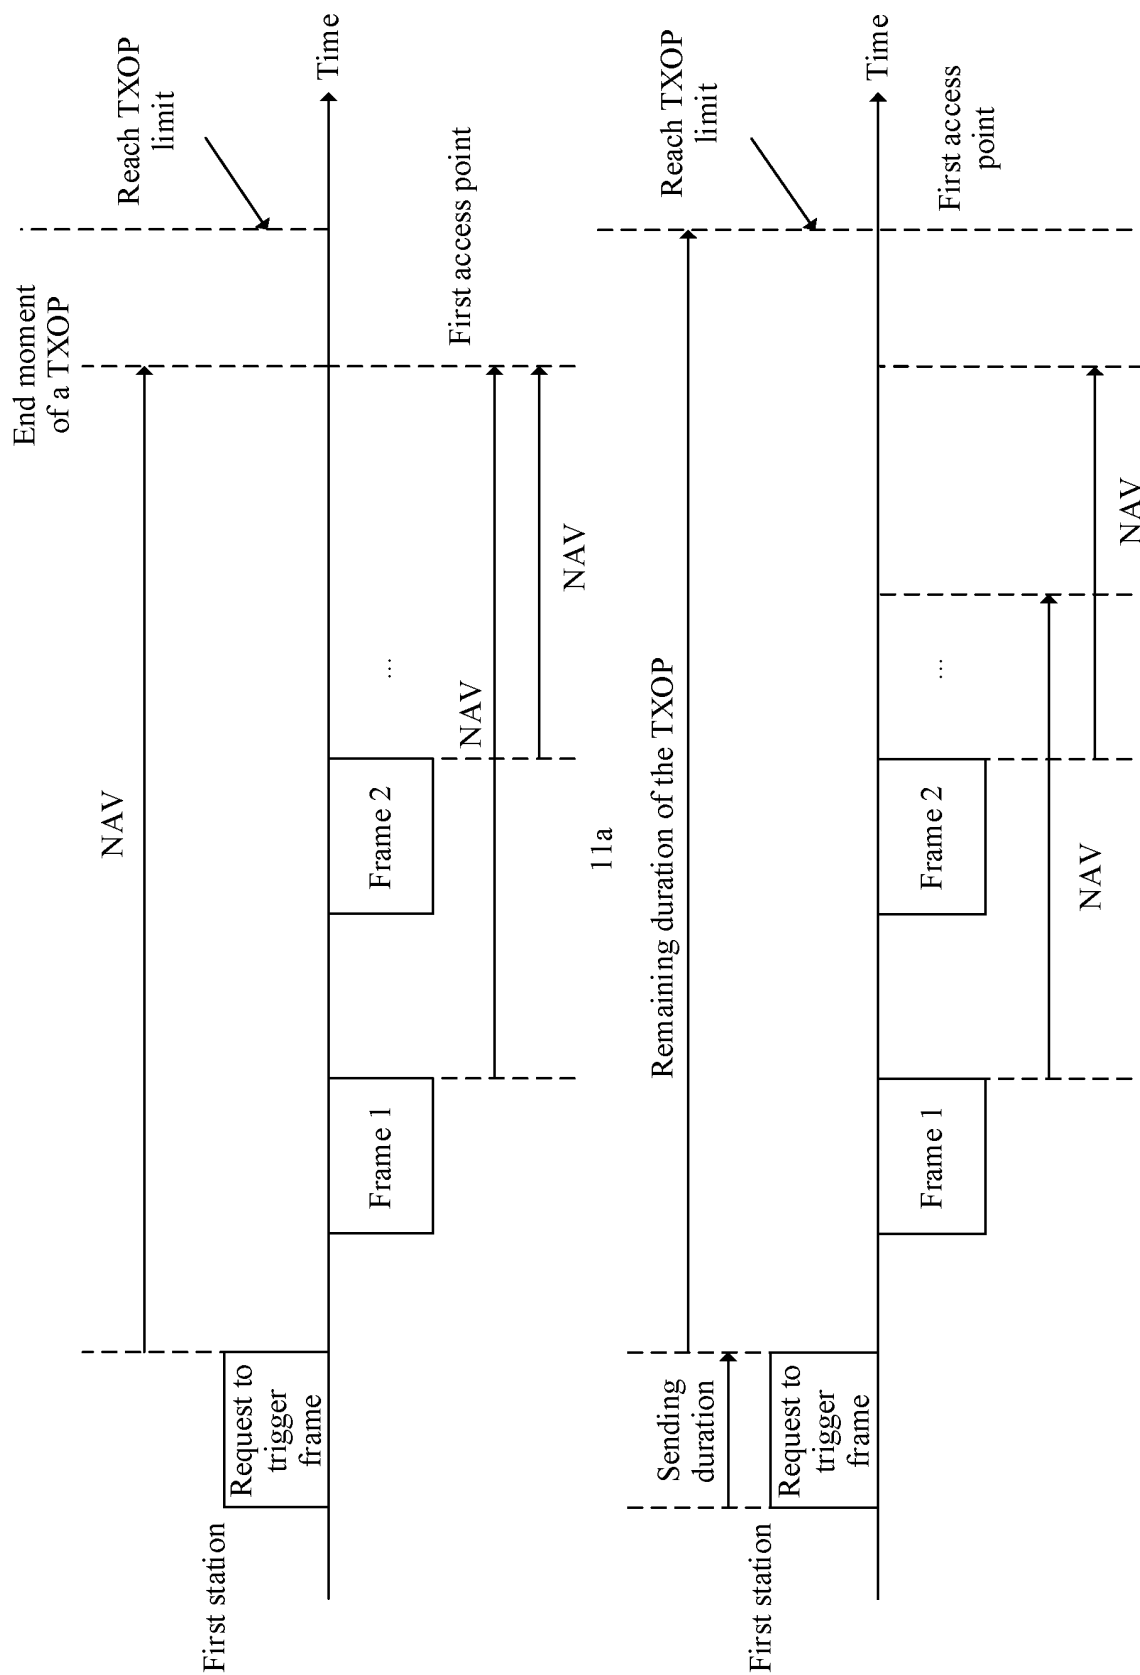 End moment
of a TXOP
Reach TXOP
limit
NAV
First station
Request to
trigger
frame
Time
Frame 1
Frame 2
...
First access point
NAV
NAV
11a
Remaining duration of the TXOP
Reach TXOP
limit
Sending
duration
First station
Request to
trigger
frame
Time
Frame 1
Frame 2
...
First access
point
NAV
NAV